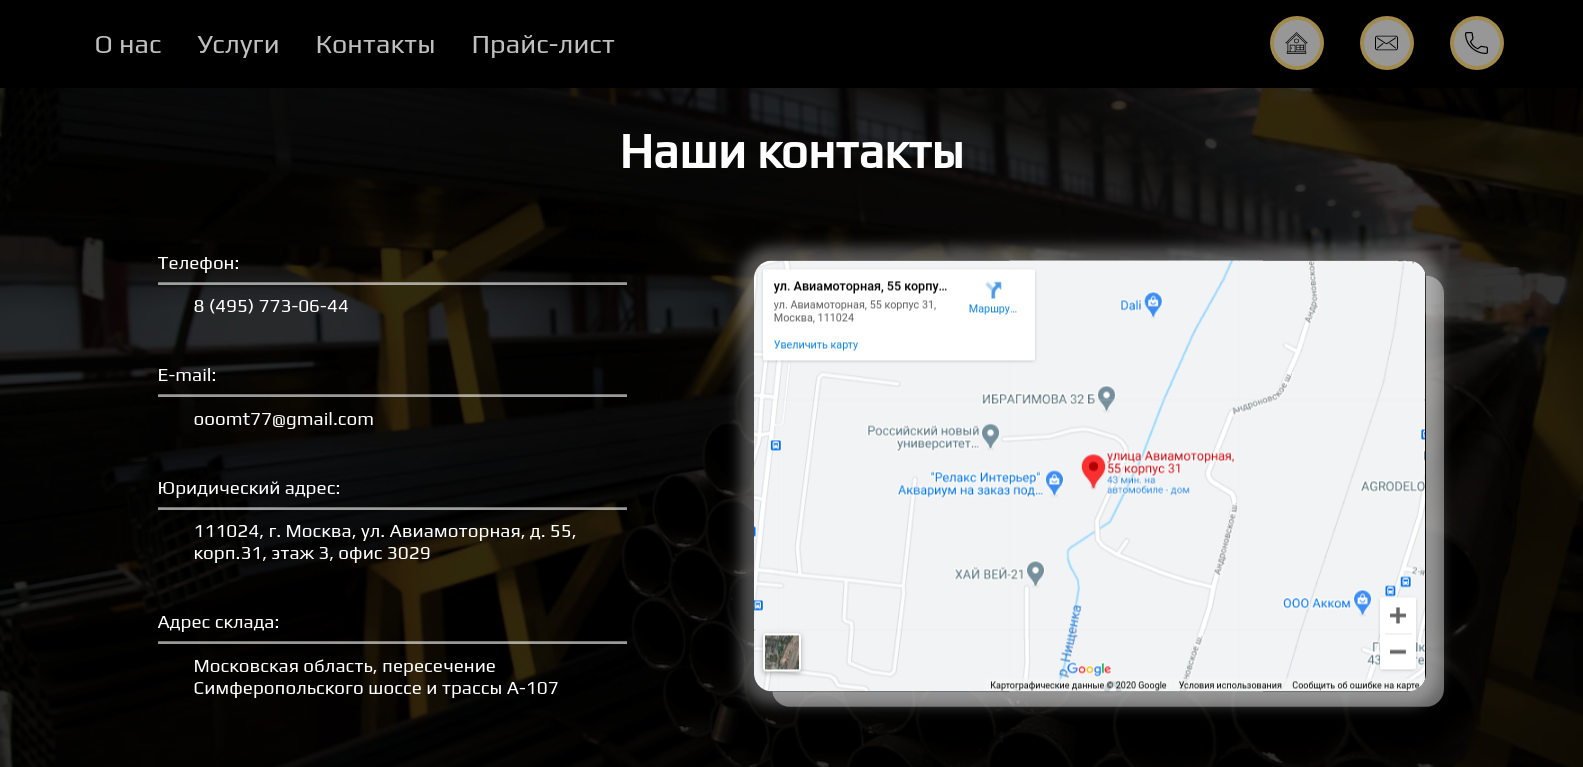 О нас Услуги Контакты Прайс-лист
Наши контакты
Телефон:
8 (495) 773-06-44
E-mail:
ooomt77@gmail.com
Юридический адрес:
111024, г. Москва, ул. Авиамоторная, д. 55,
корп.31, этаж 3, офис 3029
Адрес склада:
Московская область, пересечение
Симферопольского шоссе и трассы А-107
ул. Авиамоторная, 55 корпу...
ул. Авиамоторная, 55 корпус 31,
Москва, 111024
Маршру...
Увеличить карту
Dali
Андроновское ш.
ИБРАГИМОВА 32 Б
Андроновское ш.
Российский новый
университет...
улица Авиамоторная,
55 корпус 31
43 мин. на
автомобиле - дом
"Релакс Интерьер"
Аквариум на заказ под...
AGRODELO
Андроновское ш.
ХАЙ ВЕЙ-21
ООО Акком
р. Нищенка
Google
Картографические данные © 2020 Google Условия использования Сообщить об ошибке на карте